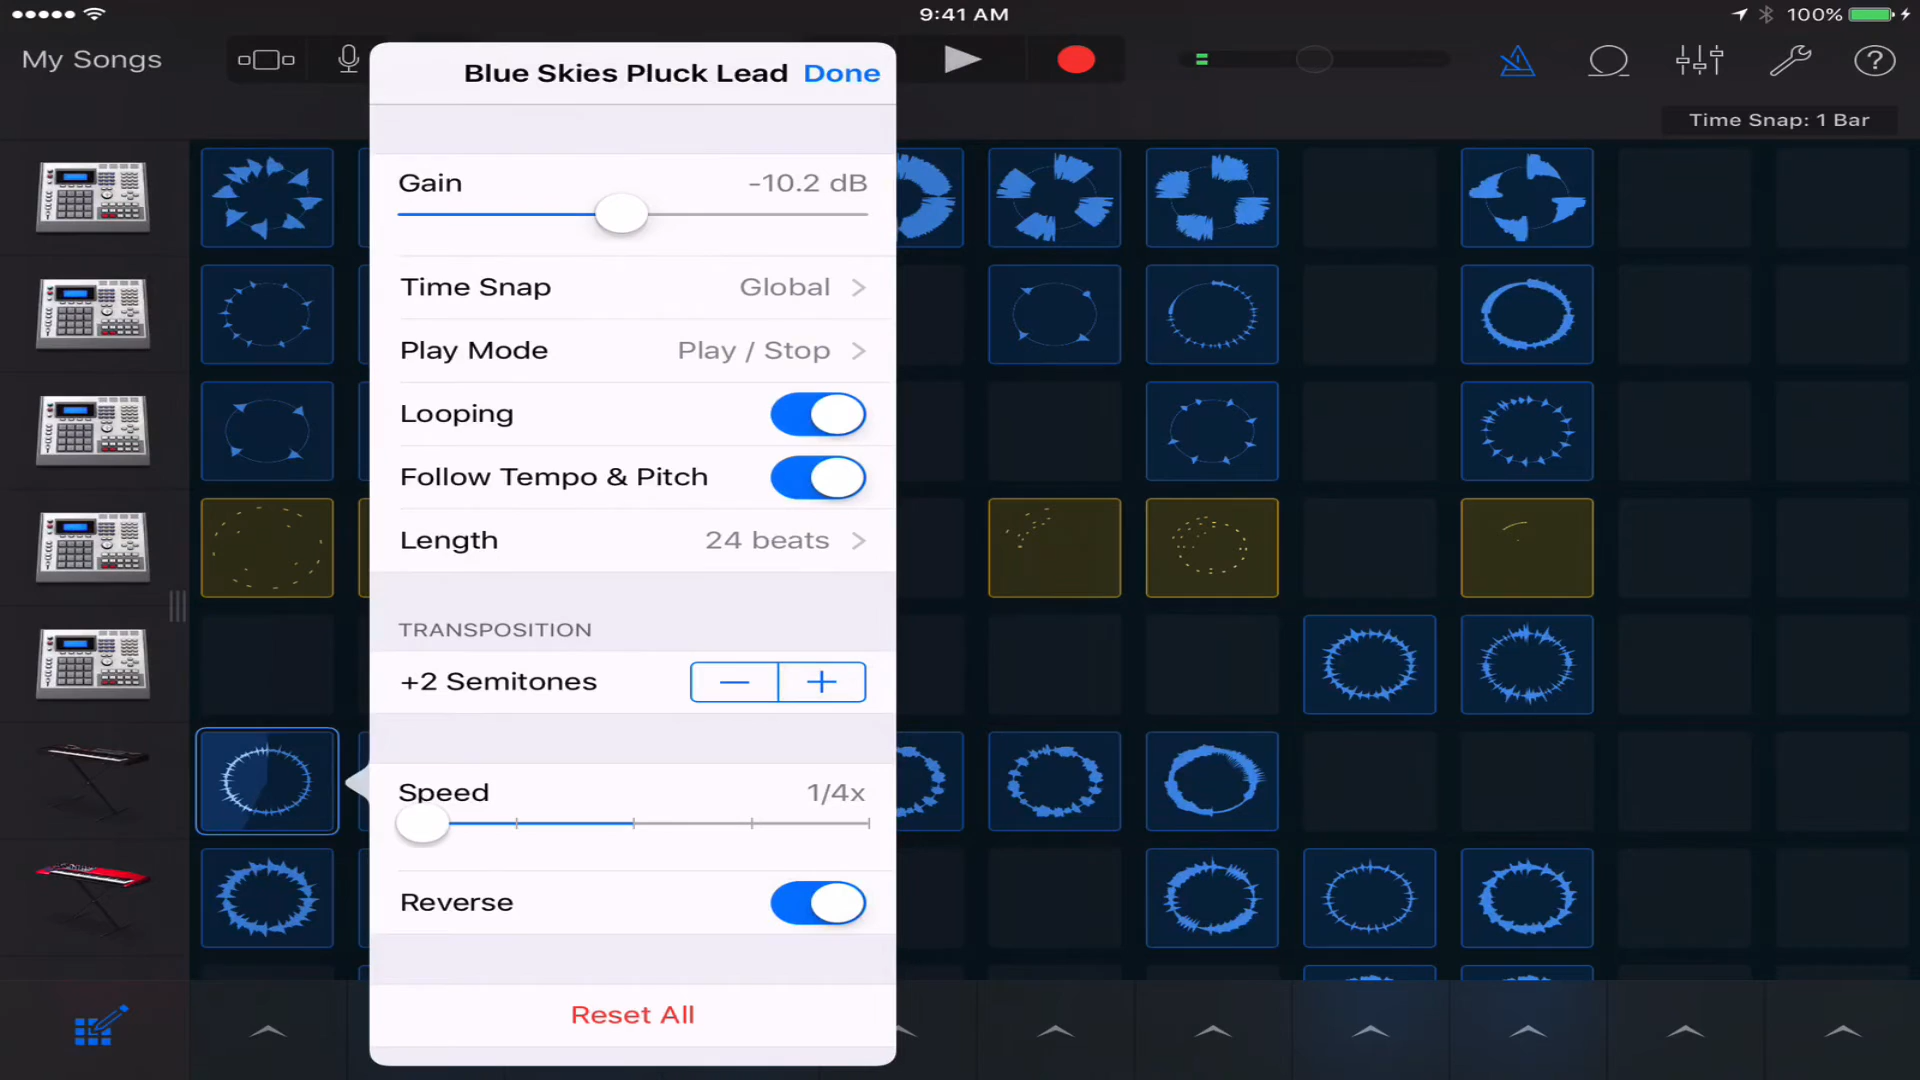 9:41 AM
100%
My Songs
Blue Skies Pluck Lead Done
Time Snap: 1 Bar
Gain -10.2 dB
Time Snap Global
Play Mode Play / Stop
Looping
Follow Tempo & Pitch
Length 24 beats
TRANSPOSITION
+2 Semitones
Speed 1/4x
Reverse
Reset All